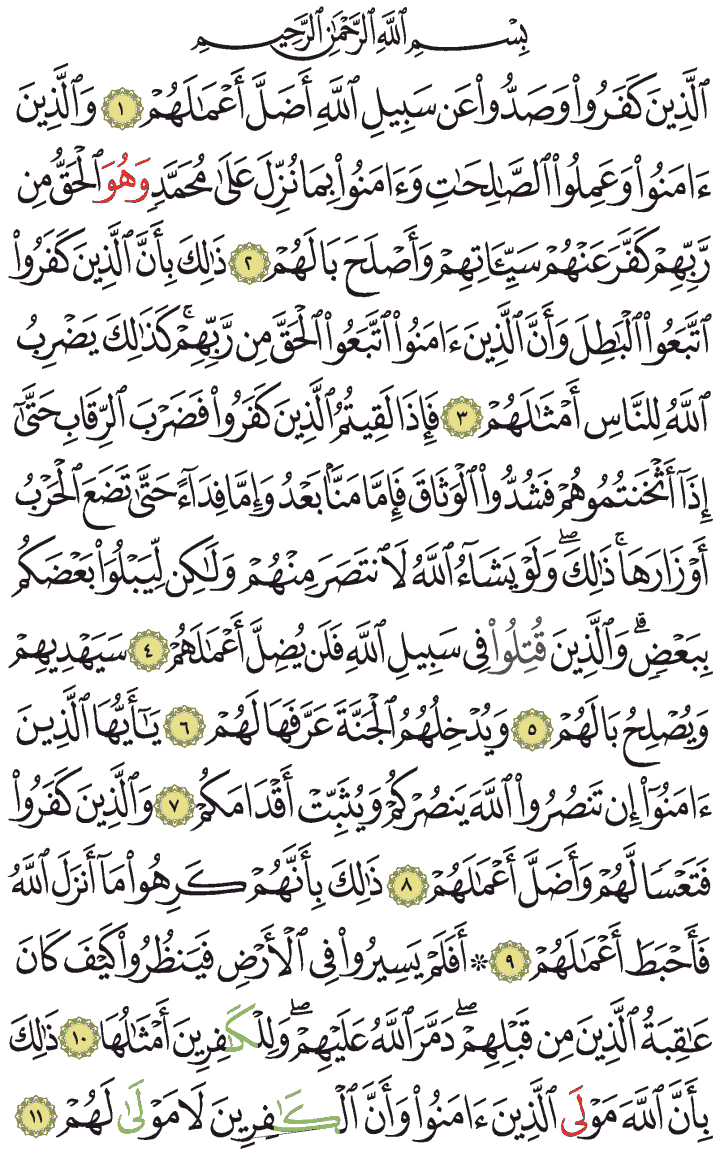 بِسْمِ اللَّهِ الرَّحْمَٰنِ الرَّحِيمِ
ٱلَّذِينَ كَفَرُوا۟ وَصَدُّوا۟ عَن سَبِيلِ ٱللَّهِ أَضَلَّ أَعْمَٰلَهُمْ ١ وَٱلَّذِينَ
ءَامَنُوا۟ وَعَمِلُوا۟ ٱلصَّٰلِحَٰتِ وَءَامَنُوا۟ بِمَا نُزِّلَ عَلَىٰ مُحَمَّدٍ وَهُوَ ٱلْحَقُّ مِن
رَّبِّهِمْ كَفَّرَ عَنْهُمْ سَيِّـَٔاتِهِمْ وَأَصْلَحَ بَالَهُمْ ٢ ذَٰلِكَ بِأَنَّ ٱلَّذِينَ كَفَرُوا۟
ٱتَّبَعُوا۟ ٱلْبَٰطِلَ وَأَنَّ ٱلَّذِينَ ءَامَنُوا۟ ٱتَّبَعُوا۟ ٱلْحَقَّ مِن رَّبِّهِمْ ۚ كَذَٰلِكَ يَضْرِبُ
ٱللَّهُ لِلنَّاسِ أَمْثَٰلَهُمْ ٣ فَإِذَا لَقِيتُمُ ٱلَّذِينَ كَفَرُوا۟ فَضَرْبَ ٱلرِّقَابِ حَتَّىٰٓ
إِذَآ أَثْخَنتُمُوهُمْ فَشُدُّوا۟ ٱلْوَثَاقَ فَإِمَّا مَنًّۢا بَعْدُ وَإِمَّا فِدَآءً حَتَّىٰ تَضَعَ ٱلْحَرْبُ
أَوْزَارَهَا ۚ ذَٰلِكَ ۖ وَلَوْ يَشَآءُ ٱللَّهُ لَٱنتَصَرَ مِنْهُمْ وَلَٰكِن لِّيَبْلُوَا۟ بَعْضَكُم
بِبَعْضٍ ۗ وَٱلَّذِينَ قُتِلُوا۟ فِى سَبِيلِ ٱللَّهِ فَلَن يُضِلَّ أَعْمَٰلَهُمْ ٤ سَيَهْدِيهِمْ
وَيُصْلِحُ بَالَهُمْ ٥ وَيُدْخِلُهُمُ ٱلْجَنَّةَ عَرَّفَهَا لَهُمْ ٦ يَٰٓأَيُّهَا ٱلَّذِينَ
ءَامَنُوٓا۟ إِن تَنصُرُوا۟ ٱللَّهَ يَنصُرْكُمْ وَيُثَبِّتْ أَقْدَامَكُمْ ٧ وَٱلَّذِينَ كَفَرُوا۟
فَتَعْسًا لَّهُمْ وَأَضَلَّ أَعْمَٰلَهُمْ ٨ ذَٰلِكَ بِأَنَّهُمْ كَرِهُوا۟ مَآ أَنزَلَ ٱللَّهُ
فَأَحْبَطَ أَعْمَٰلَهُمْ ٩ ۞ أَفَلَمْ يَسِيرُوا۟ فِى ٱلْأَرْضِ فَيَنظُرُوا۟ كَيْفَ كَانَ
عَٰقِبَةُ ٱلَّذِينَ مِن قَبْلِهِمْ ۖ دَمَّرَ ٱللَّهُ عَلَيْهِمْ ۖ وَلِلْكَٰفِرِينَ أَمْثَٰلُهَا ١٠ ذَٰلِكَ
بِأَنَّ ٱللَّهَ مَوْلَى ٱلَّذِينَ ءَامَنُوا۟ وَأَنَّ ٱلْكَٰفِرِينَ لَا مَوْلَىٰ لَهُمْ ١١